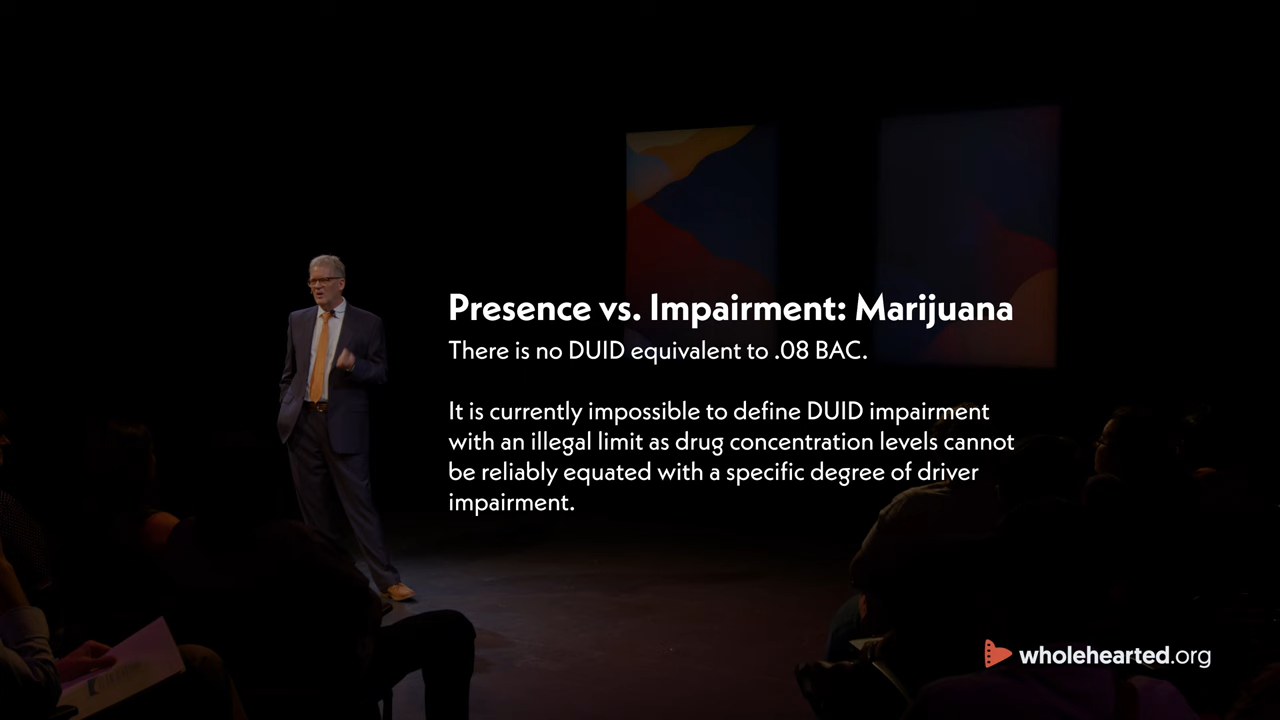 Presence vs. Impairment: Marijuana
There is no DUID equivalent to .08 BAC.
It is currently impossible to define DUID impairment
with an illegal limit as drug concentration levels cannot
be reliably equated with a specific degree of driver
impairment.
wholehearted.org